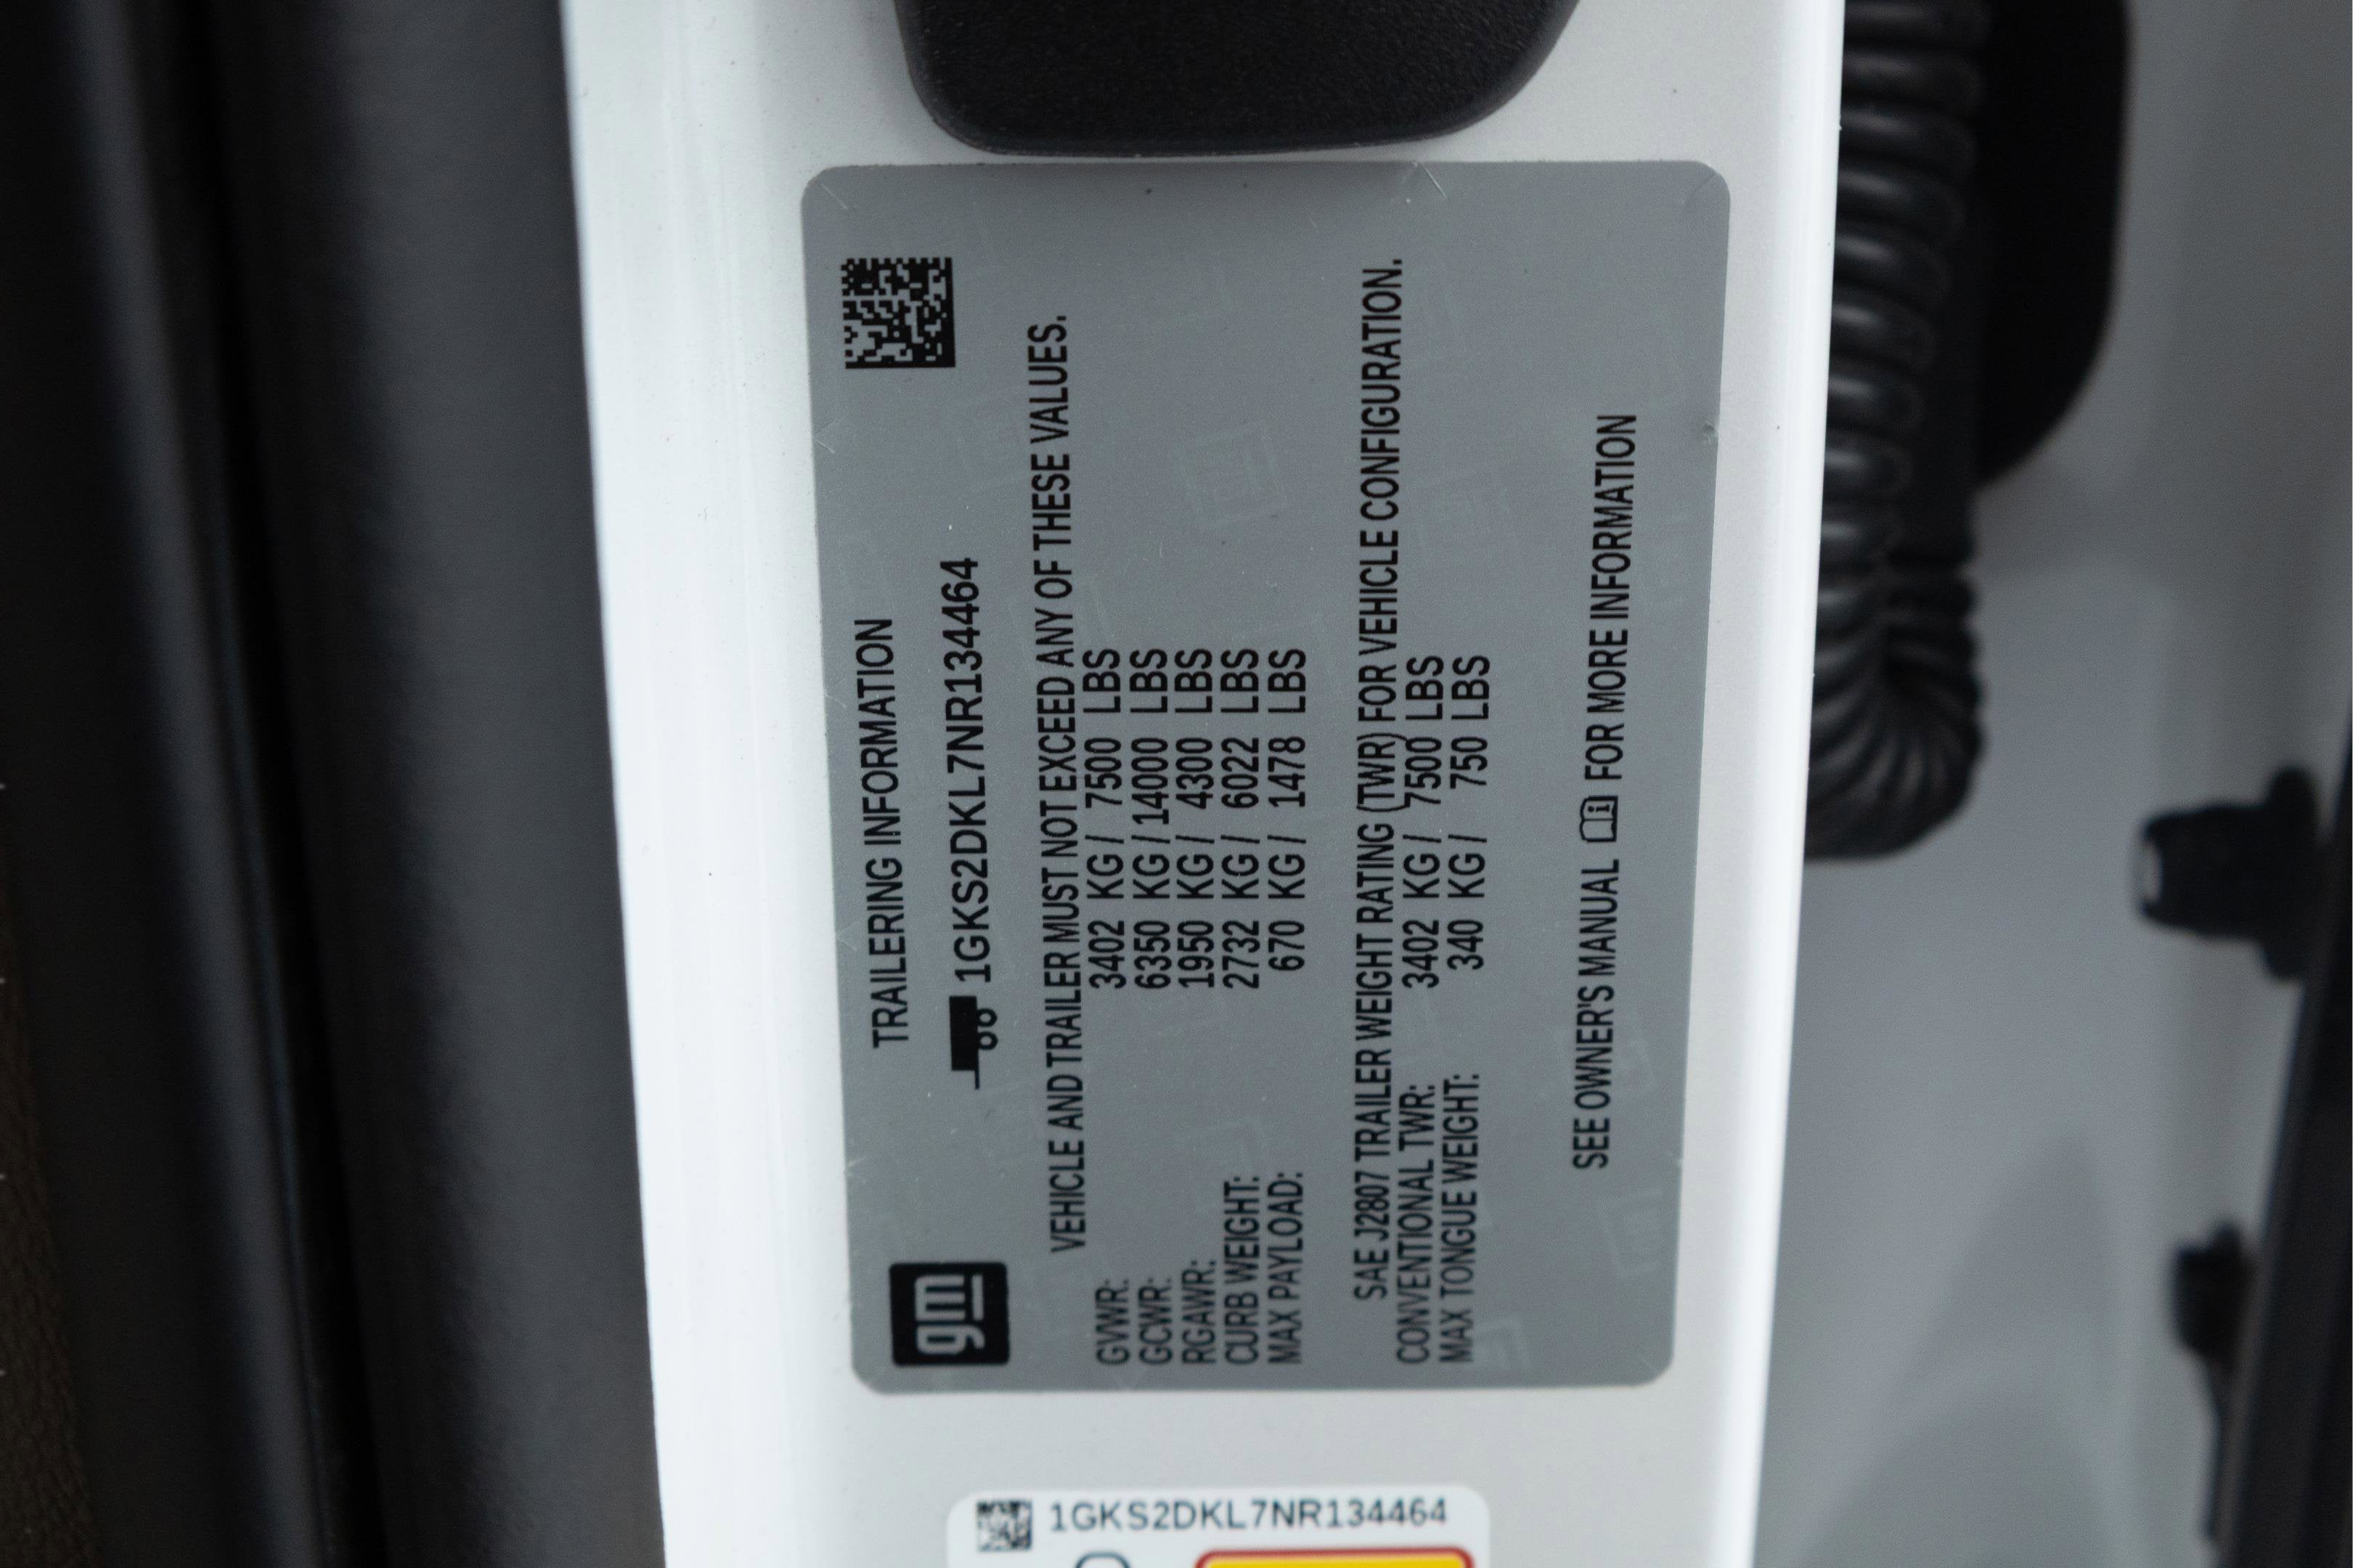 TRAILERING INFORMATION
1GKS2DKL7NR134464
VEHICLE AND TRAILER MUST NOT EXCEED ANY OF THESE VALUES.
gm
GVWR: 3402 KG / 7500 LBS
GCWR: 6350 KG / 14000 LBS
RGAWR: 1950 KG / 4300 LBS
CURB WEIGHT: 2732 KG / 6022 LBS
MAX PAYLOAD: 670 KG / 1478 LBS
SAE J2807 TRAILER WEIGHT RATING (TWR) FOR VEHICLE CONFIGURATION.
CONVENTIONAL TWR: 3402 KG / 7500 LBS
MAX TONGUE WEIGHT: 340 KG / 750 LBS
SEE OWNER'S MANUAL FOR MORE INFORMATION
1GKS2DKL7NR134464